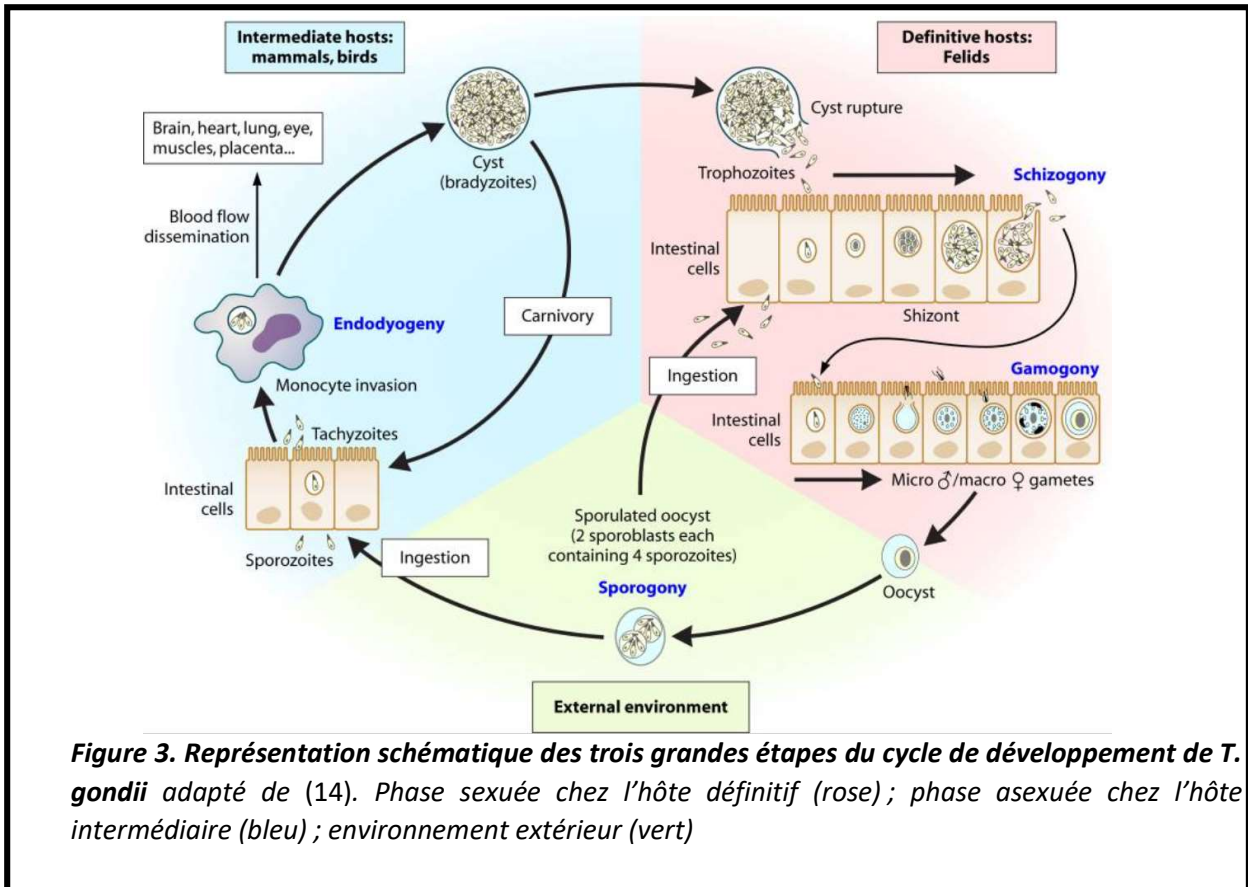 Intermediate hosts:
mammals, birds
Definitive hosts:
Felids
Brain, heart, lung, eye,
muscles, placenta...
Blood flow
dissemination
Cyst
(bradyzoites)
Cyst rupture
Trophozoites
Schizogony
Intestinal
cells
Shizont
Endodyogeny
Carnivory
Monocyte invasion
Ingestion
Gamogony
Tachyzoites
Intestinal
cells
Intestinal
cells
Micro ♂/macro ♀ gametes
Sporozoites
Ingestion
Sporulated oocyst
(2 sporoblasts each
containing 4 sporozoites)
Sporogony
Oocyst
External environment
Figure 3. Représentation schématique des trois grandes étapes du cycle de développement de T.
gondii adapté de (14). Phase sexuée chez l’hôte définitif (rose) ; phase asexuée chez l’hôte
intermédiaire (bleu) ; environnement extérieur (vert)